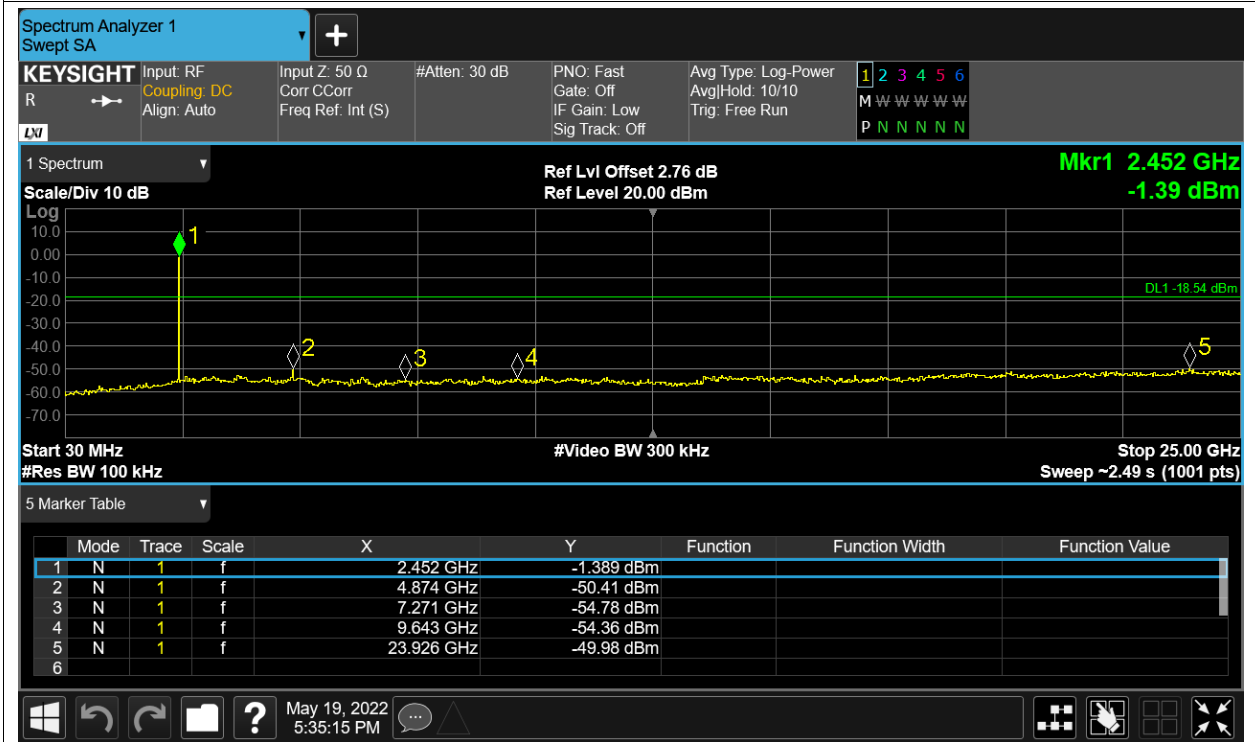 Spectrum Analyzer 1
Swept SA
KEYSIGHT
R
LXI
Input: RF
Coupling: DC
Align: Auto
Input Z: 50 Ω
Corr CCorr
Freq Ref: Int (S)
#Atten: 30 dB
PNO: Fast
Gate: Off
IF Gain: Low
Sig Track: Off
Avg Type: Log-Power
Avg|Hold: 10/10
Trig: Free Run
1 2 3 4 5 6
M W W W W W
P N N N N N
1 Spectrum
Scale/Div 10 dB
Ref Lvl Offset 2.76 dB
Ref Level 20.00 dBm
Mkr1 2.452 GHz
-1.39 dBm
Log
10.0
0.00
-10.0
-20.0
-30.0
-40.0
-50.0
-60.0
-70.0
1
2
3
4
5
DL1 -18.54 dBm
Start 30 MHz
#Video BW 300 kHz
Stop 25.00 GHz
#Res BW 100 kHz
Sweep ~2.49 s (1001 pts)
5 Marker Table
Mode Trace Scale X Y Function Function Width Function Value
1 N 1 f 2.452 GHz -1.389 dBm
2 N 1 f 4.874 GHz -50.41 dBm
3 N 1 f 7.271 GHz -54.78 dBm
4 N 1 f 9.643 GHz -54.36 dBm
5 N 1 f 23.926 GHz -49.98 dBm
6
?
May 19, 2022
5:35:15 PM